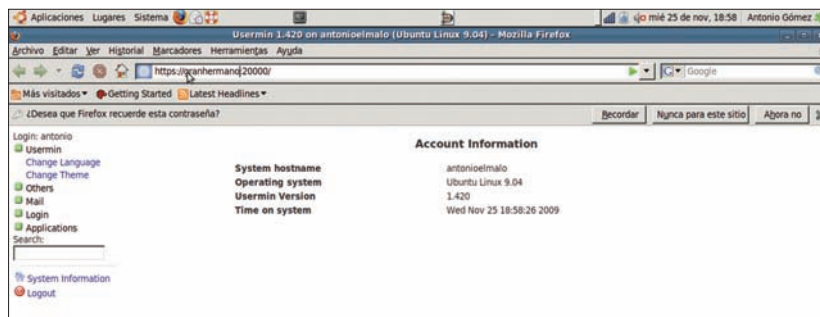 Aplicaciones Lugares Sistema mié 25 de nov, 18:58 Antonio Gómez
Usermin 1.420 on antonioelmalo (Ubuntu Linux 9.04) - Mozilla Firefox
Archivo Editar Ver Historial Marcadores Herramientas Ayuda
https://granhermano:20000/ Google
Más visitados Getting Started Latest Headlines
¿Desea que Firefox recuerde esta contraseña? Recordar Nunca para este sitio Ahora no
Login: antonio
Usermin
Change Language
Change Theme
Others
Mail
Login
Applications
Search:
System Information
Logout
Account Information
System hostname antonioelmalo
Operating system Ubuntu Linux 9.04
Usermin Version 1.420
Time on system Wed Nov 25 18:58:26 2009